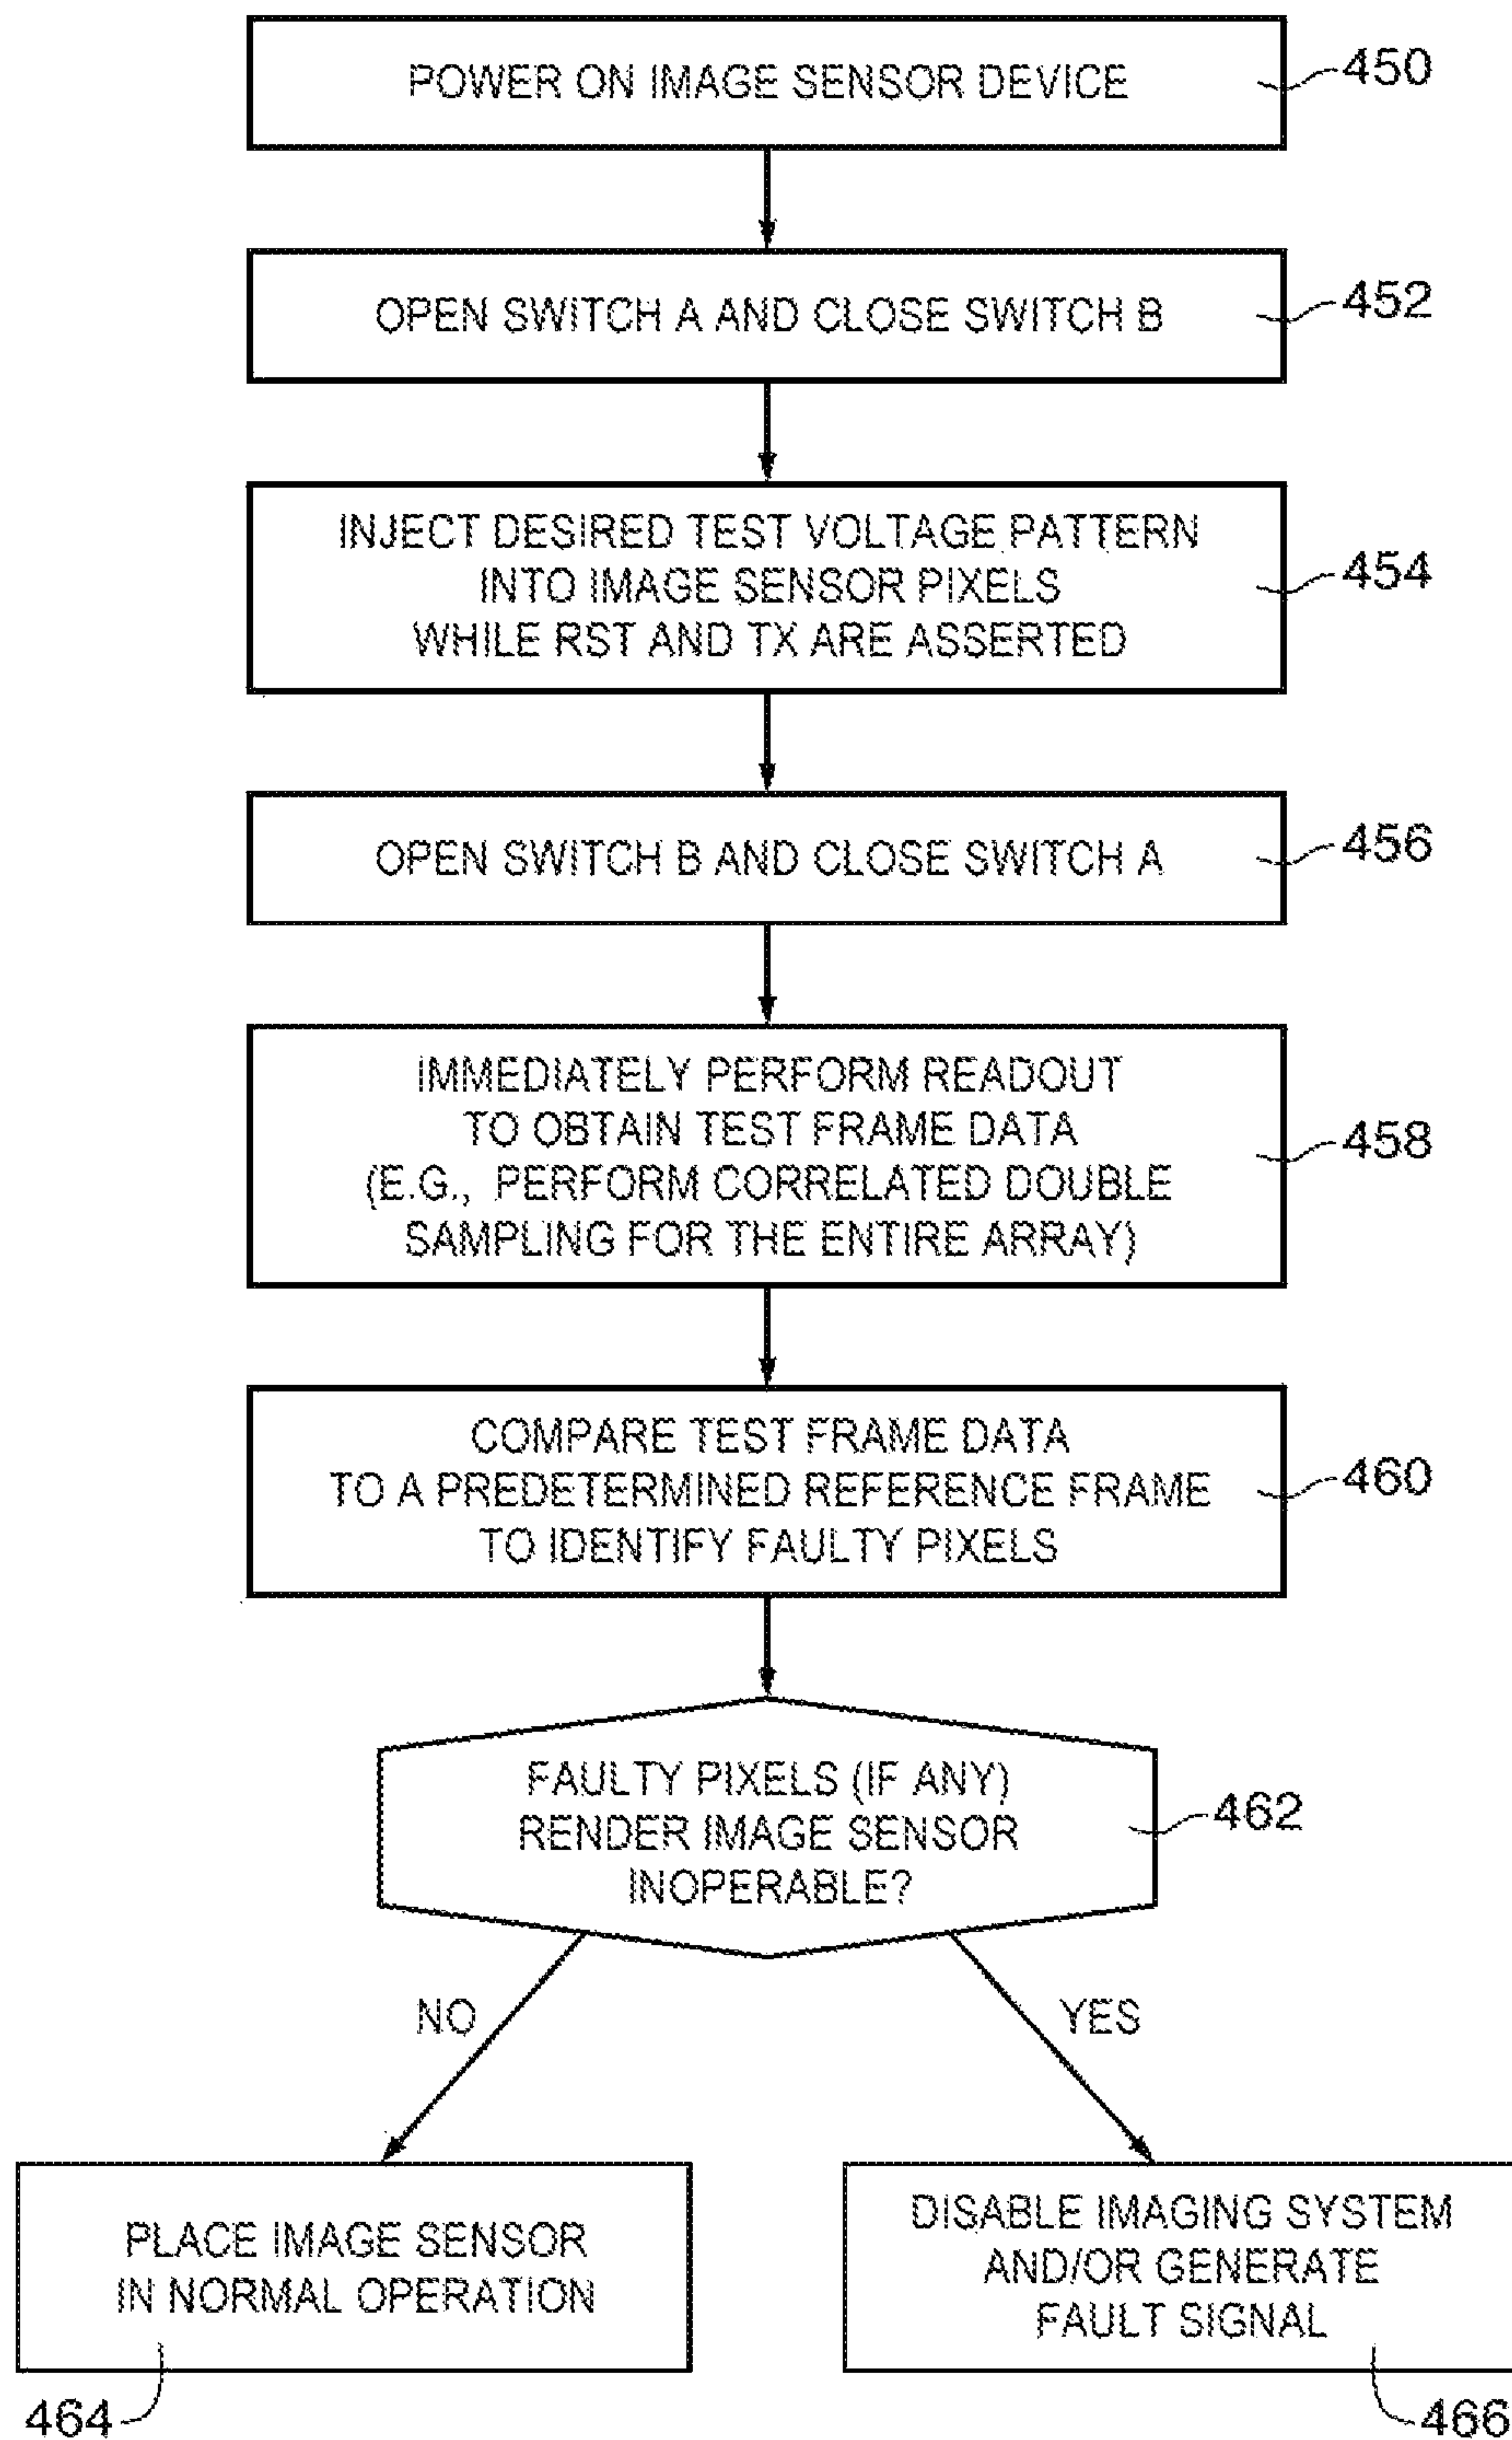 POWER ON IMAGE SENSOR DEVICE
450
OPEN SWITCH A AND CLOSE SWITCH B
452
INJECT DESIRED TEST VOLTAGE PATTERN
INTO IMAGE SENSOR PIXELS
WHILE RST AND TX ARE ASSERTED
454
OPEN SWITCH B AND CLOSE SWITCH A
456
IMMEDIATELY PERFORM READOUT
TO OBTAIN TEST FRAME DATA
(E.G., PERFORM CORRELATED DOUBLE
SAMPLING FOR THE ENTIRE ARRAY)
458
COMPARE TEST FRAME DATA
TO A PREDETERMINED REFERENCE FRAME
TO IDENTIFY FAULTY PIXELS
460
FAULTY PIXELS (IF ANY)
RENDER IMAGE SENSOR
INOPERABLE?
462
NO
YES
PLACE IMAGE SENSOR
IN NORMAL OPERATION
464
DISABLE IMAGING SYSTEM
AND/OR GENERATE
FAULT SIGNAL
466